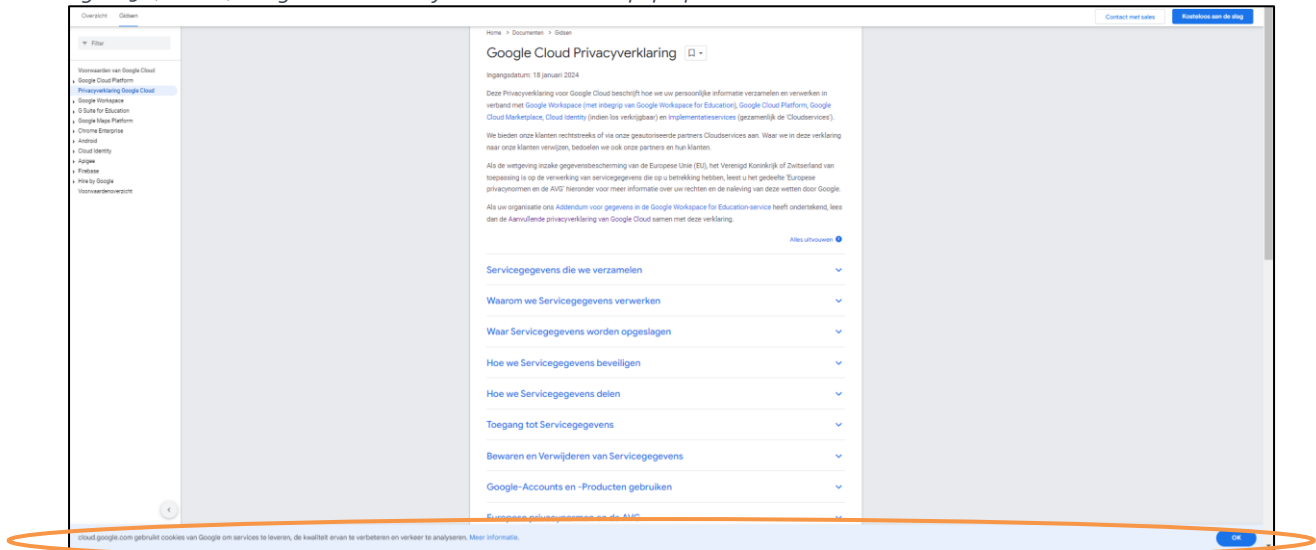 Overzicht Gidsen
Contact met sales Kosteloos aan de slag
Filter
Voorwaarden van Google Cloud
Google Cloud Platform
Privacyverklaring Google Cloud
Google Workspace
G Suite for Education
Google Maps Platform
Chrome Enterprise
Android
Cloud Identity
Apigee
Firebase
Hire by Google
Voorwaardenoverzicht
Home > Documenten > Gidsen
Google Cloud Privacyverklaring
Ingangsdatum: 18 januari 2024
Deze Privacyverklaring voor Google Cloud beschrijft hoe we uw persoonlijke informatie verzamelen en verwerken in
verband met Google Workspace (met inbegrip van Google Workspace for Education), Google Cloud Platform, Google
Cloud Marketplace, Cloud Identity (indien los verkrijgbaar) en Implementatieservices (gezamenlijk de 'Cloudservices').
We bieden onze klanten rechtstreeks of via onze geautoriseerde partners Cloudservices aan. Waar we in deze verklaring
naar onze klanten verwijzen, bedoelen we ook onze partners en hun klanten.
Als de wetgeving inzake gegevensbescherming van de Europese Unie (EU), het Verenigd Koninkrijk of Zwitserland van
toepassing is op de verwerking van servicegegevens die op u betrekking hebben, leest u het gedeelte 'Europese
privacynormen en de AVG' hieronder voor meer informatie over uw rechten en de naleving van deze wetten door Google.
Als uw organisatie ons Addendum voor gegevens in de Google Workspace for Education-service heeft ondertekend, lees
dan de Aanvullende privacyverklaring van Google Cloud samen met deze verklaring.
Alles uitvouwen
Servicegegevens die we verzamelen
Waarom we Servicegegevens verwerken
Waar Servicegegevens worden opgeslagen
Hoe we Servicegegevens beveiligen
Hoe we Servicegegevens delen
Toegang tot Servicegegevens
Bewaren en Verwijderen van Servicegegevens
Google-Accounts en -Producten gebruiken
Europese privacynormen en de AVG
cloud.google.com gebruikt cookies van Google om services te leveren, de kwaliteit ervan te verbeteren en verkeer te analyseren. Meer informatie. OK